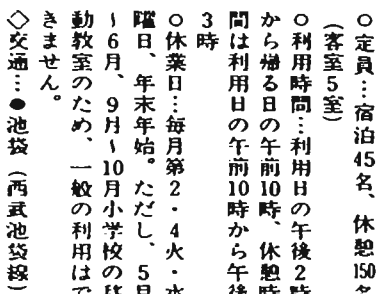 ○定員…宿泊45名、休憩150名
(客室5室)
○利用時間…利用日の午後2時
から帰る日の午前10時、休憩時
間は利用日の午前10時から午後
3時
○休業日…毎月第2・4火・水
曜日、年末年始。ただし、5月
~6月、9月~10月小学校の移
動教室のため、一般の利用はで
きません。
◇交通…●池袋(西武池袋線)